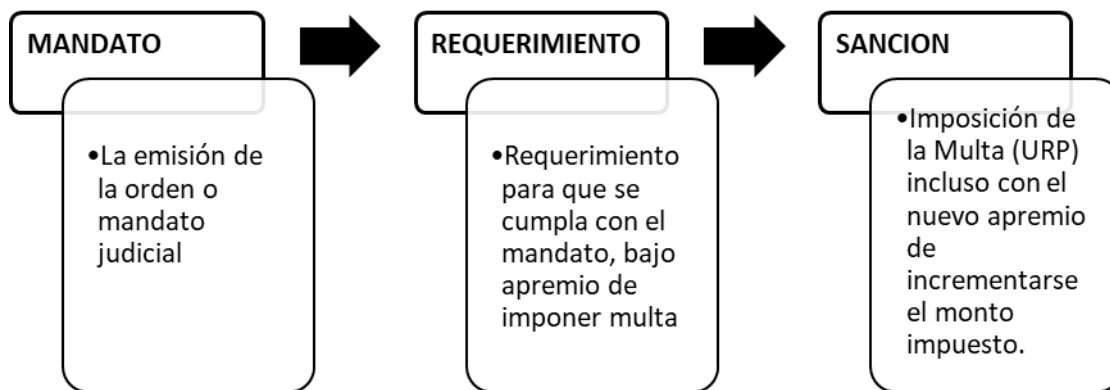 MANDATO
•La emisión de
la orden o
mandato
judicial
REQUERIMIENTO
•Requerimiento
para que se
cumpla con el
mandato, bajo
apremio de
imponer multa
SANCION
•Imposición de
la Multa (URP)
incluso con el
nuevo apremio
de
incrementarse
el monto
impuesto.